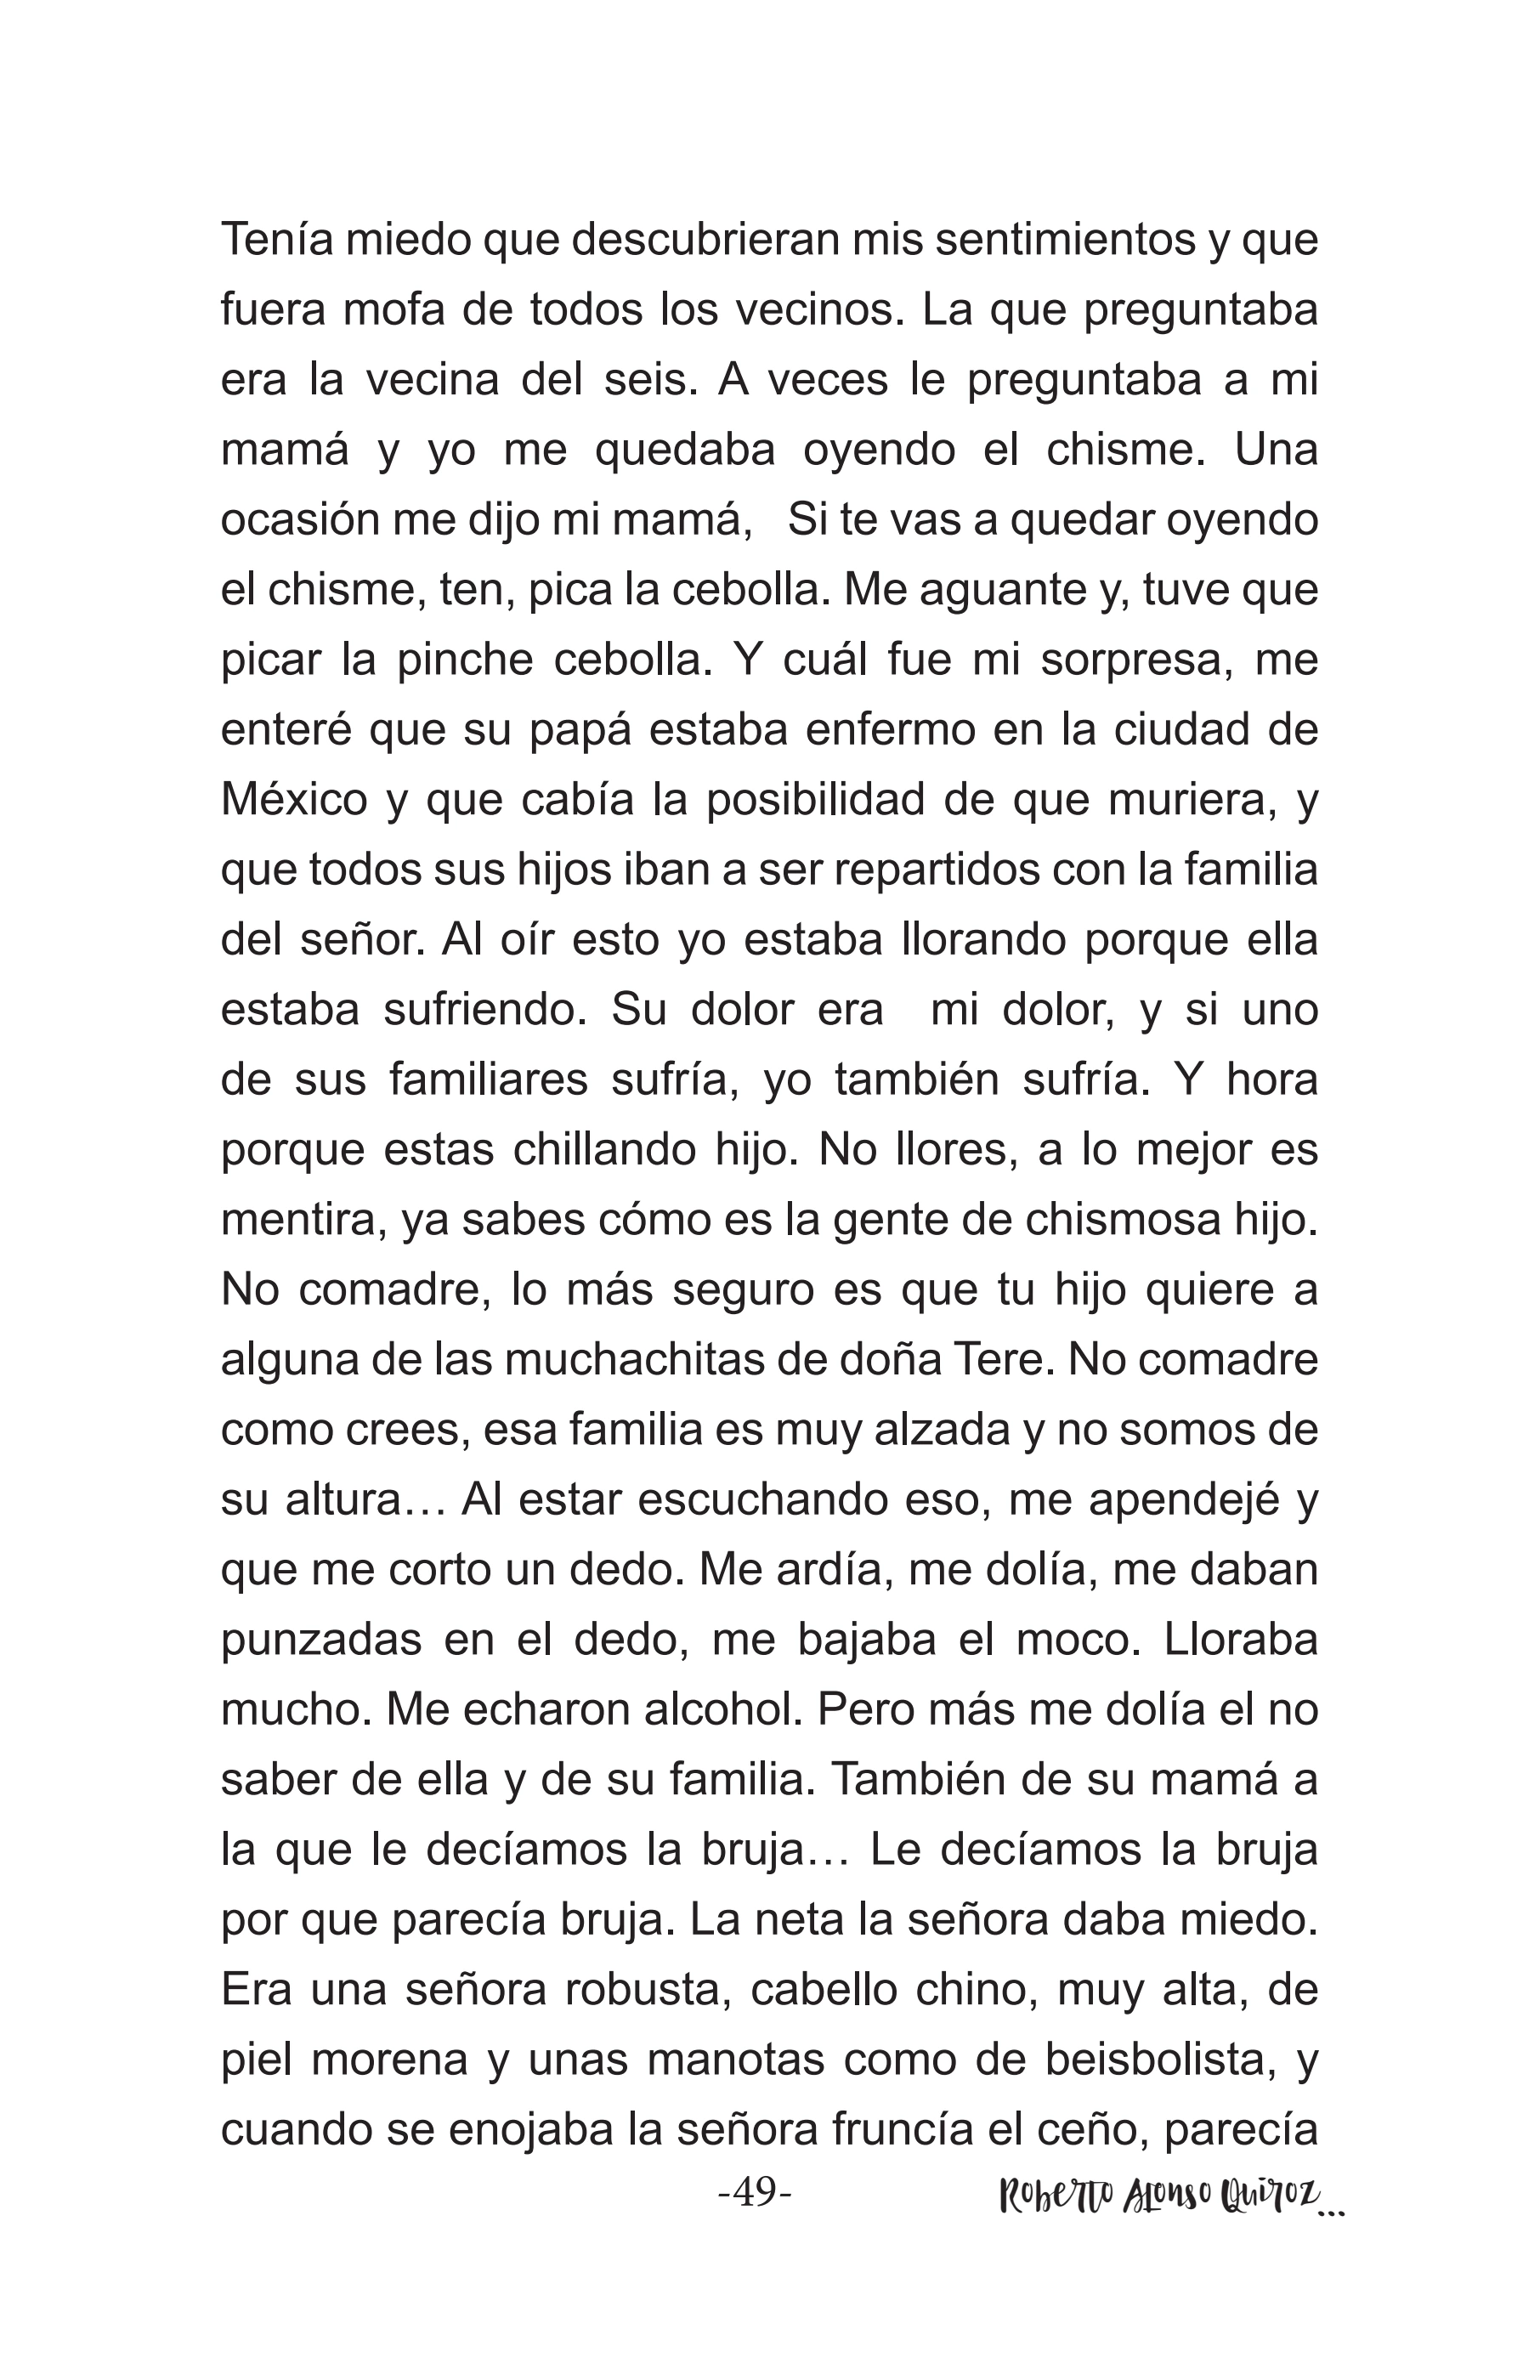 Tenía miedo que descubrieran mis sentimientos y que
fuera mofa de todos los vecinos. La que preguntaba
era la vecina del seis. A veces le preguntaba a mi
mamá y yo me quedaba oyendo el chisme. Una
ocasión me dijo mi mamá,   Si te vas a quedar oyendo
el chisme, ten, pica la cebolla. Me aguante y, tuve que
picar la pinche cebolla. Y cuál fue mi sorpresa, me
enteré que su papá estaba enfermo en la ciudad de
México y que cabía la posibilidad de que muriera, y
que todos sus hijos iban a ser repartidos con la familia
del señor. Al oír esto yo estaba llorando porque ella
estaba sufriendo. Su dolor era  mi dolor, y si uno
de sus familiares sufría, yo también sufría. Y hora
porque estas chillando hijo. No llores, a lo mejor es
mentira, ya sabes cómo es la gente de chismosa hijo.
No comadre, lo más seguro es que tu hijo quiere a
alguna de las muchachitas de doña Tere. No comadre
como crees, esa familia es muy alzada y no somos de
su altura… Al estar escuchando eso, me apendejé y
que me corto un dedo. Me ardía, me dolía, me daban
punzadas en el dedo, me bajaba el moco. Lloraba
mucho. Me echaron alcohol. Pero más me dolía el no
saber de ella y de su familia. También de su mamá a
la que le decíamos la bruja… Le decíamos la bruja
por que parecía bruja. La neta la señora daba miedo.
Era una señora robusta, cabello chino, muy alta, de
piel morena y unas manotas como de beisbolista, y
cuando se enojaba la señora fruncía el ceño, parecía
-49-
Roberto Alonso Quiroz...